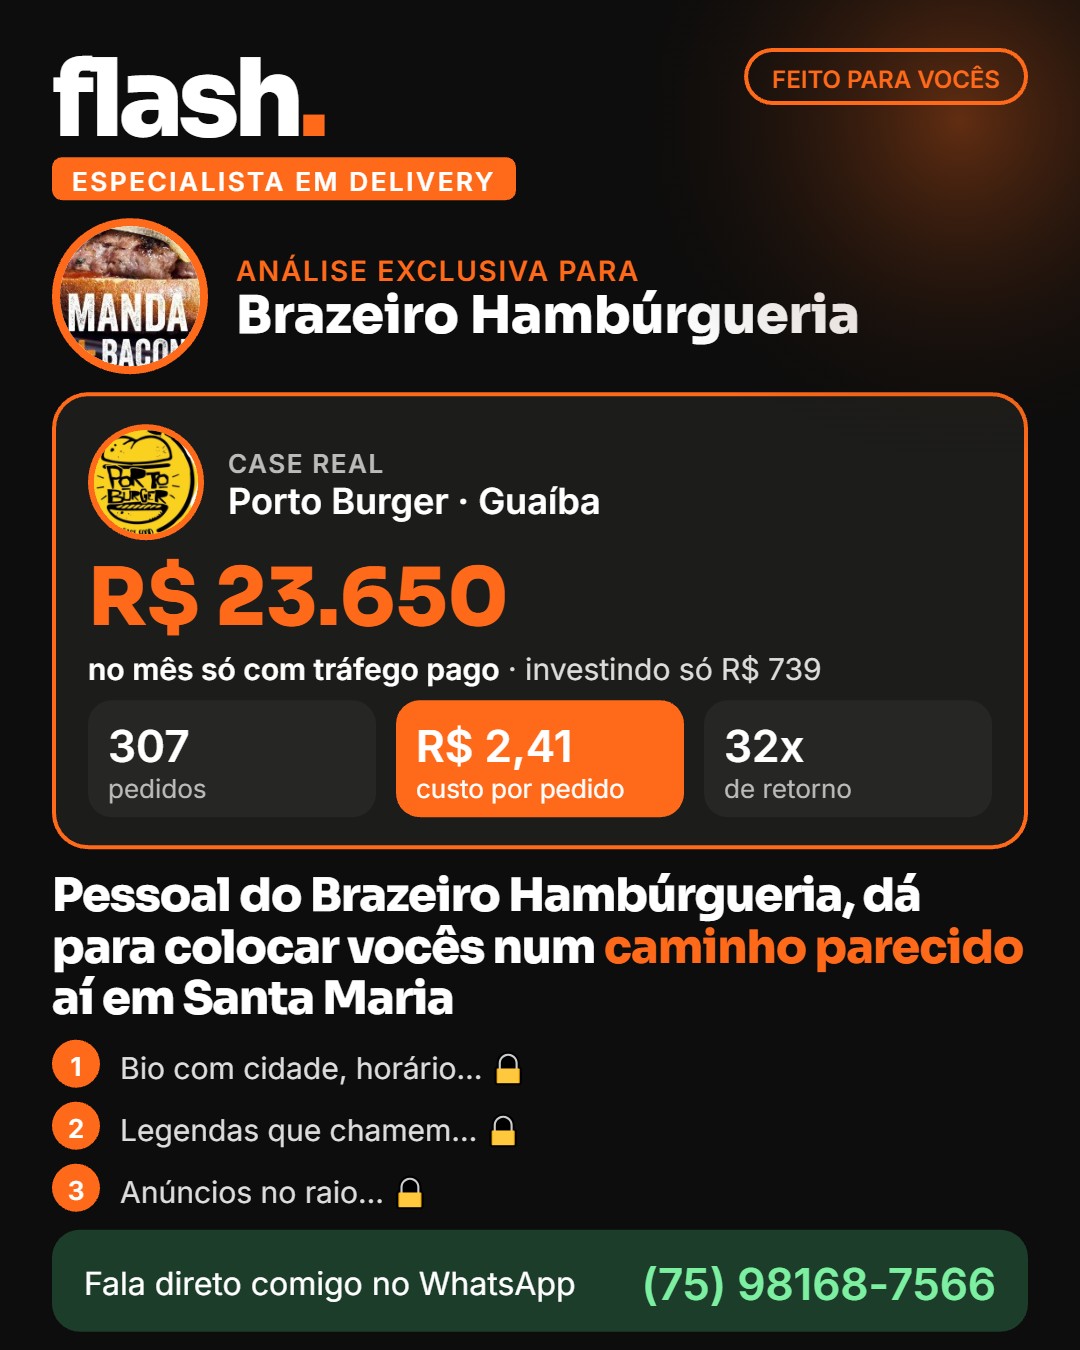 flash.
FEITO PARA VOCÊS
ESPECIALISTA EM DELIVERY
MANDA
BACON
ANÁLISE EXCLUSIVA PARA
Brazeiro Hambúrgueria
PORTO
BURGER
CASE REAL
Porto Burger · Guaíba
R$ 23.650
no mês só com tráfego pago · investindo só R$ 739
307
pedidos
R$ 2,41
custo por pedido
32x
de retorno
Pessoal do Brazeiro Hambúrgueria, dá
para colocar vocês num caminho parecido
aí em Santa Maria
1 Bio com cidade, horário...
2 Legendas que chamem...
3 Anúncios no raio...
Fala direto comigo no WhatsApp (75) 98168-7566